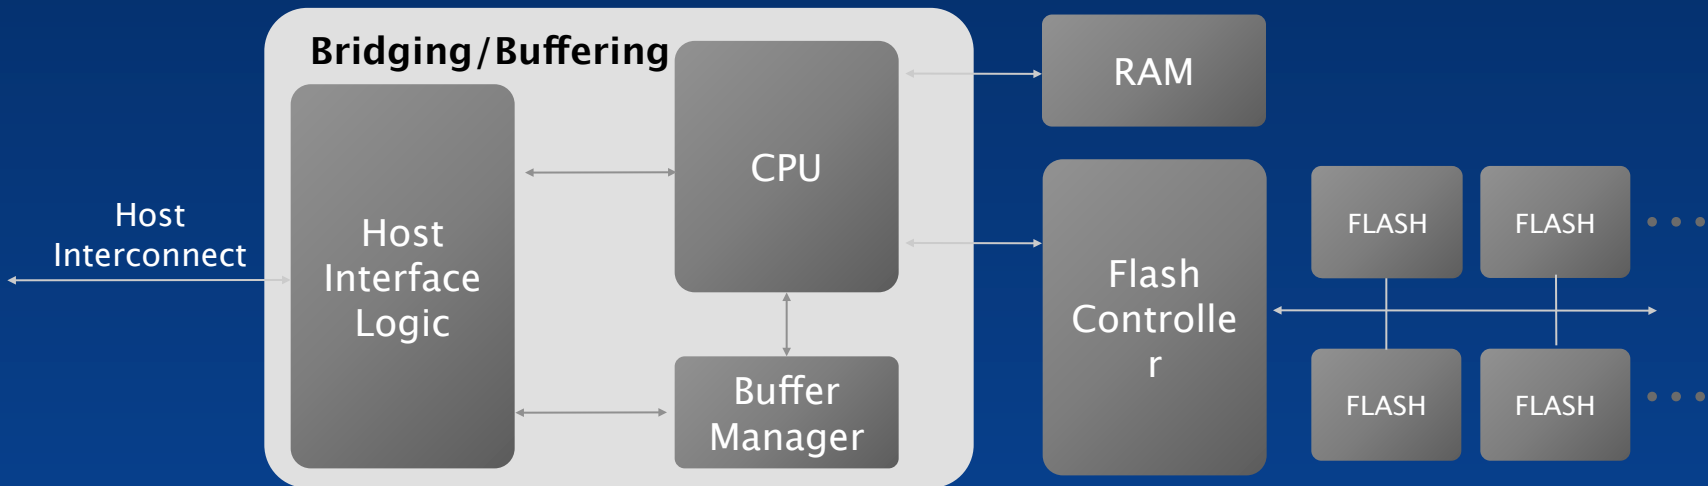 Bridging/Buffering
Host
Interconnect
Host
Interface
Logic
CPU
Buffer
Manager
RAM
Flash
Controlle
r
FLASH
FLASH
FLASH
FLASH